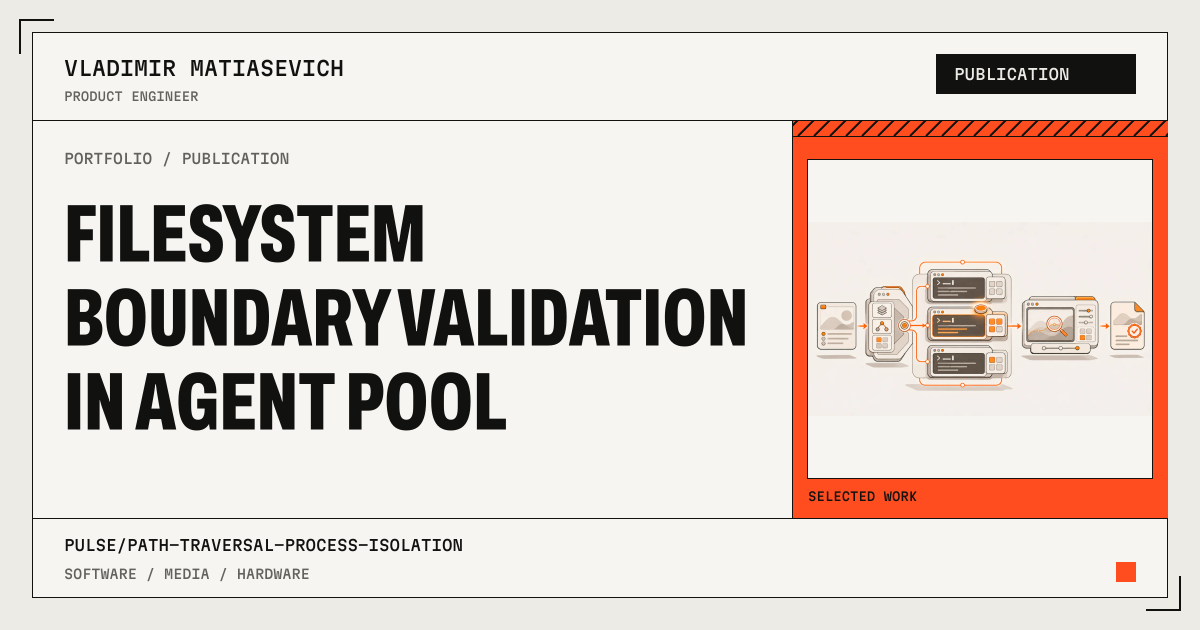 VLADIMIR MATIASEVICH
PRODUCT ENGINEER
PUBLICATION
PORTFOLIO / PUBLICATION
FILESYSTEM
BOUNDARY VALIDATION
IN AGENT POOL
SELECTED WORK
PULSE/PATH–TRAVERSAL–PROCESS–ISOLATION
SOFTWARE / MEDIA / HARDWARE